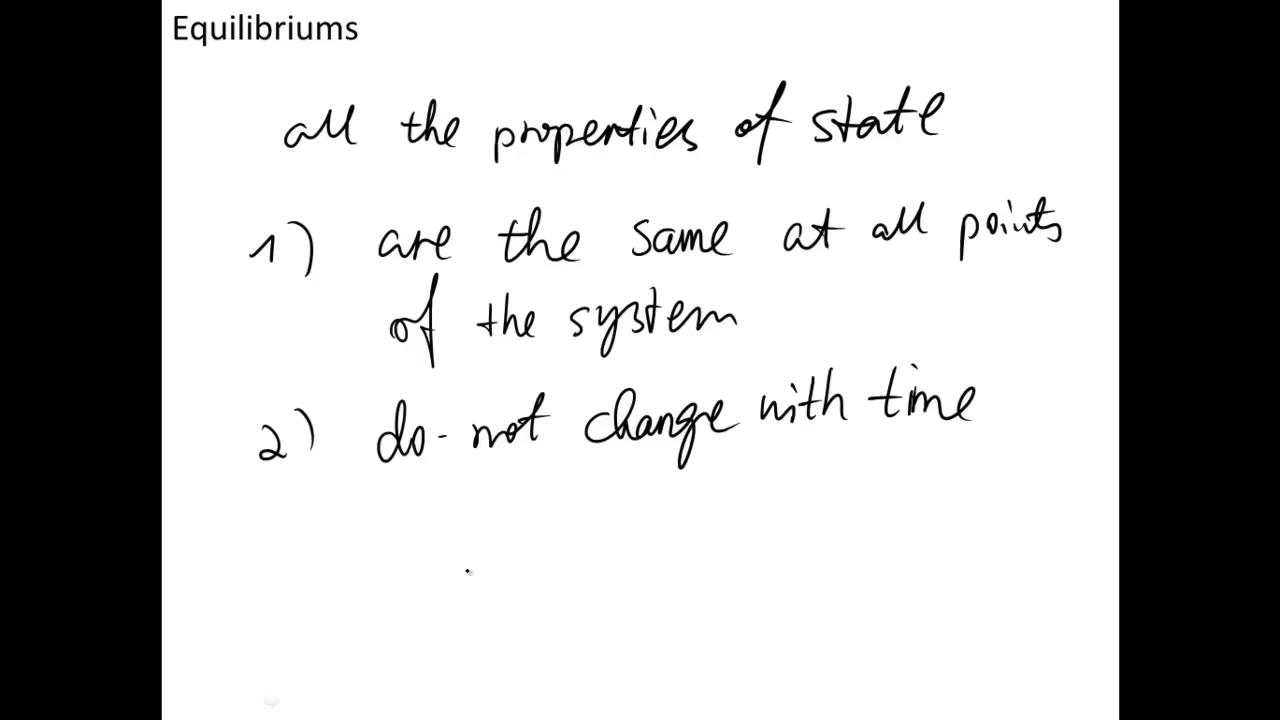 Equilibriums
all the properties of state
1) are the same at all points
of the system
2) do not change with time